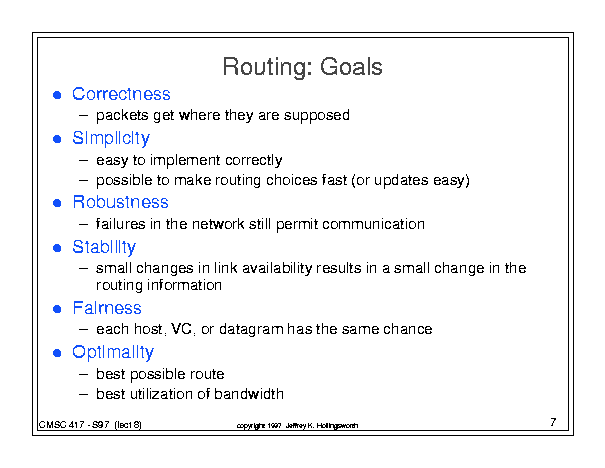 Routing: Goals
● Correctness
– packets get where they are supposed
● Simplicity
– easy to implement correctly
– possible to make routing choices fast (or updates easy)
● Robustness
– failures in the network still permit communication
● Stability
– small changes in link availability results in a small change in the
routing information
● Fairness
– each host, VC, or datagram has the same chance
● Optimality
– best possible route
– best utilization of bandwidth
CMSC 417 - S97 (lect8)
copyright 1997 Jeffrey K. Hollingsworth
7